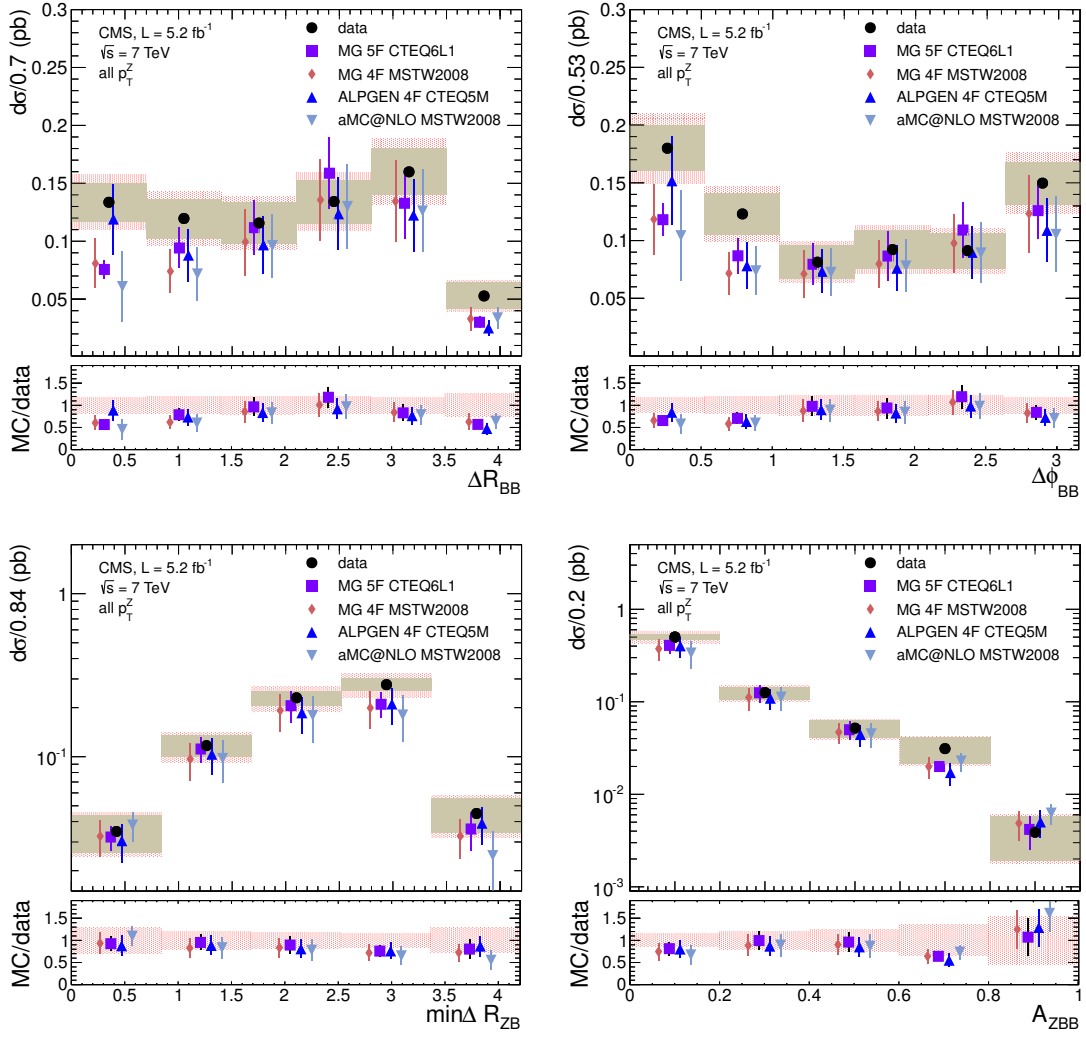 dσ/0.7 (pb)
0.3
0.25
0.2
0.15
0.1
0.05
CMS, L = 5.2 fb⁻¹
√s = 7 TeV
all p_T^Z
data
MG 5F CTEQ6L1
MG 4F MSTW2008
ALPGEN 4F CTEQ5M
aMC@NLO MSTW2008
MC/data
1.5
1
0.5
0
0 0.5 1 1.5 2 2.5 3 3.5 4
ΔR_BB
dσ/0.53 (pb)
0.3
0.25
0.2
0.15
0.1
0.05
CMS, L = 5.2 fb⁻¹
√s = 7 TeV
all p_T^Z
data
MG 5F CTEQ6L1
MG 4F MSTW2008
ALPGEN 4F CTEQ5M
aMC@NLO MSTW2008
MC/data
1.5
1
0.5
0
0 0.5 1 1.5 2 2.5 3
Δϕ_BB
dσ/0.84 (pb)
1
10⁻¹
CMS, L = 5.2 fb⁻¹
√s = 7 TeV
all p_T^Z
data
MG 5F CTEQ6L1
MG 4F MSTW2008
ALPGEN 4F CTEQ5M
aMC@NLO MSTW2008
MC/data
1.5
1
0.5
0
0 0.5 1 1.5 2 2.5 3 3.5 4
minΔ R_ZB
dσ/0.2 (pb)
1
10⁻¹
10⁻²
10⁻³
CMS, L = 5.2 fb⁻¹
√s = 7 TeV
all p_T^Z
data
MG 5F CTEQ6L1
MG 4F MSTW2008
ALPGEN 4F CTEQ5M
aMC@NLO MSTW2008
MC/data
1.5
1
0.5
0
0 0.2 0.4 0.6 0.8 1
A_ZBB